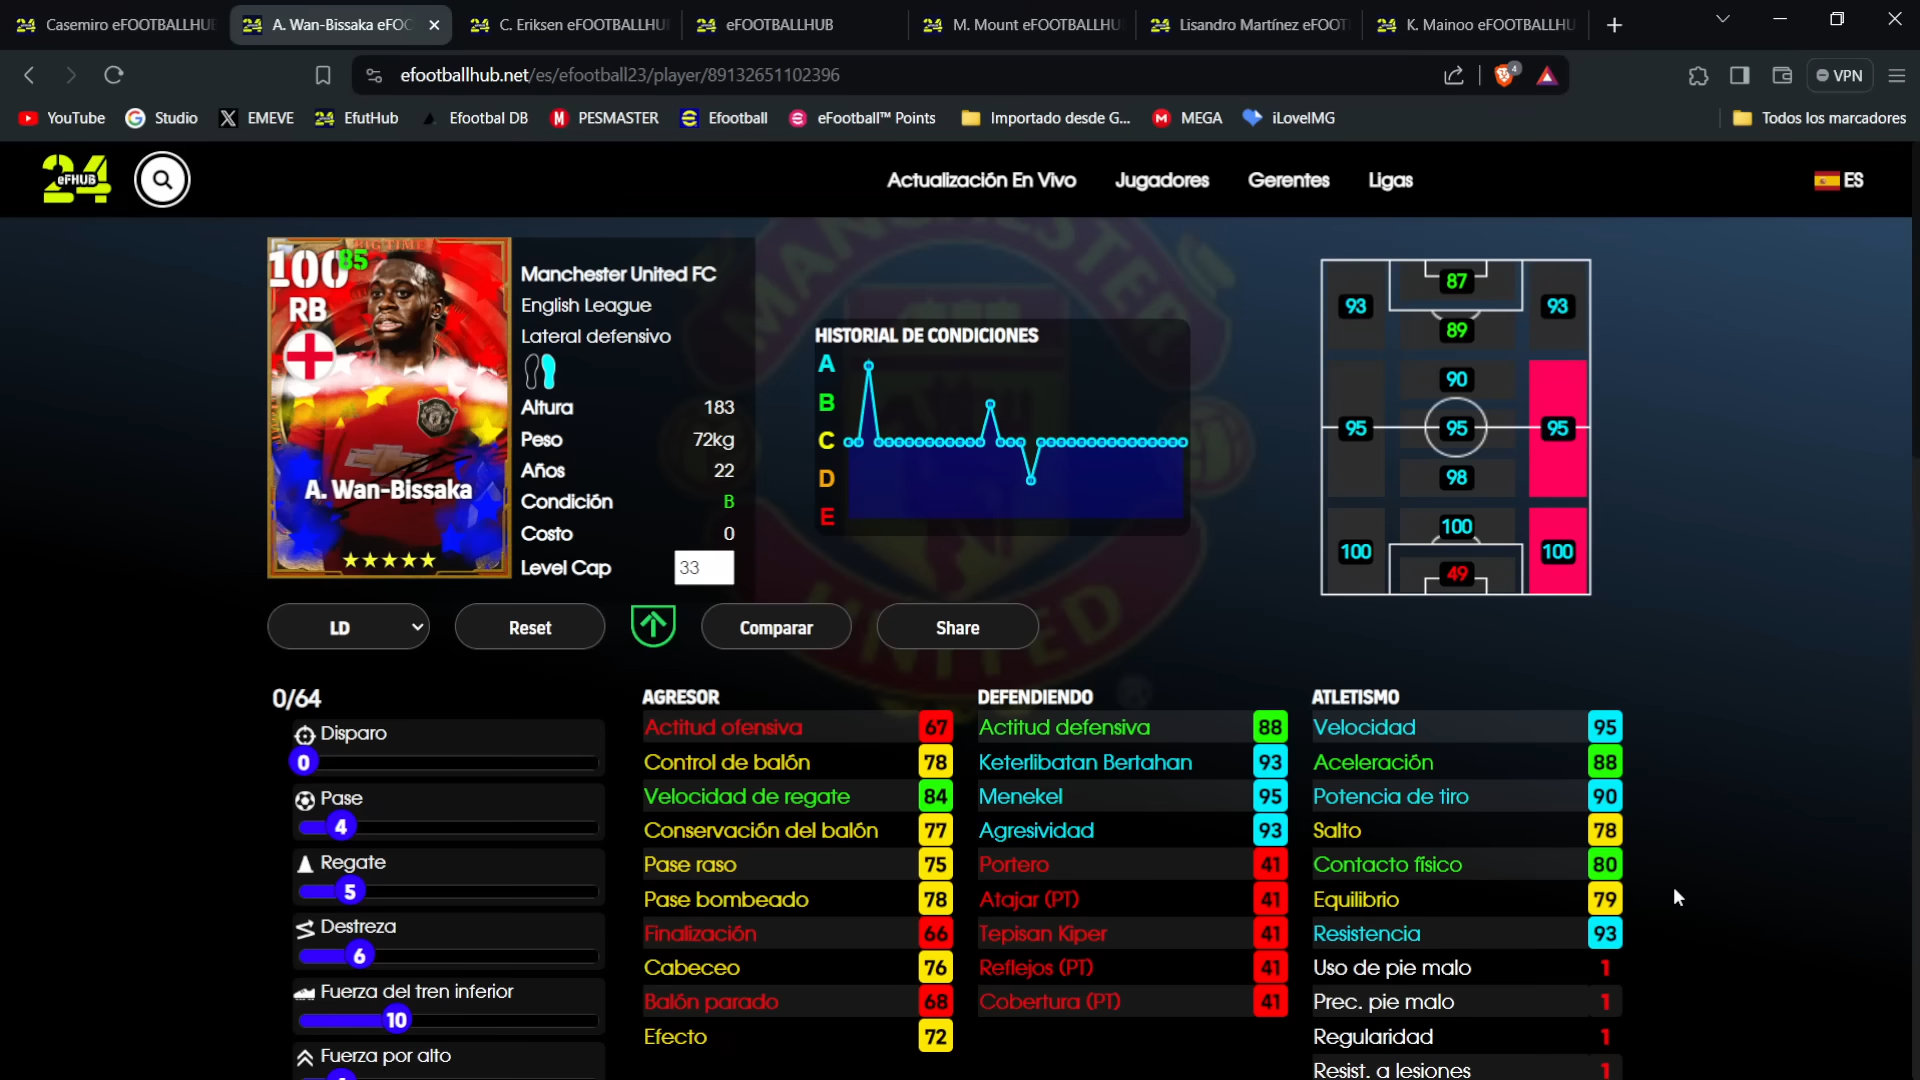 Casemiro eFOOTBALLHUB
A. Wan-Bissaka eFOO
C. Eriksen eFOOTBALLHU
eFOOTBALLHUB
M. Mount eFOOTBALLHU
Lisandro Martínez eFOOT
K. Mainoo eFOOTBALLHU
efootballhub.net/es/efootball23/player/89132651102396
4
VPN
YouTube
Studio
EMEVE
EfutHub
Efootbal DB
PESMASTER
Efootball
eFootball™ Points
Importado desde G...
MEGA
iLoveIMG
Todos los marcadores
24
eFHUB
Actualización En Vivo
Jugadores
Gerentes
Ligas
ES
100
85
RB
A. Wan-Bissaka
Manchester United FC
English League
Lateral defensivo
Altura 183
Peso 72kg
Años 22
Condición B
Costo 0
Level Cap 33
HISTORIAL DE CONDICIONES
A
B
C
D
E
MANCHESTER
UNITED
87
93 93
89
90
95 95 95
98
100
100 100
49
LD
Reset
Comparar
Share
0/64
Disparo
0
Pase
4
Regate
5
Destreza
6
Fuerza del tren inferior
10
Fuerza por alto
AGRESOR
Actitud ofensiva 67
Control de balón 78
Velocidad de regate 84
Conservación del balón 77
Pase raso 75
Pase bombeado 78
Finalización 66
Cabeceo 76
Balón parado 68
Efecto 72
DEFENDIENDO
Actitud defensiva 88
Keterlibatan Bertahan 93
Menekel 95
Agresividad 93
Portero 41
Atajar (PT) 41
Tepisan Kiper 41
Reflejos (PT) 41
Cobertura (PT) 41
ATLETISMO
Velocidad 95
Aceleración 88
Potencia de tiro 90
Salto 78
Contacto físico 80
Equilibrio 79
Resistencia 93
Uso de pie malo 1
Prec. pie malo 1
Regularidad 1
Resist. a lesiones 1